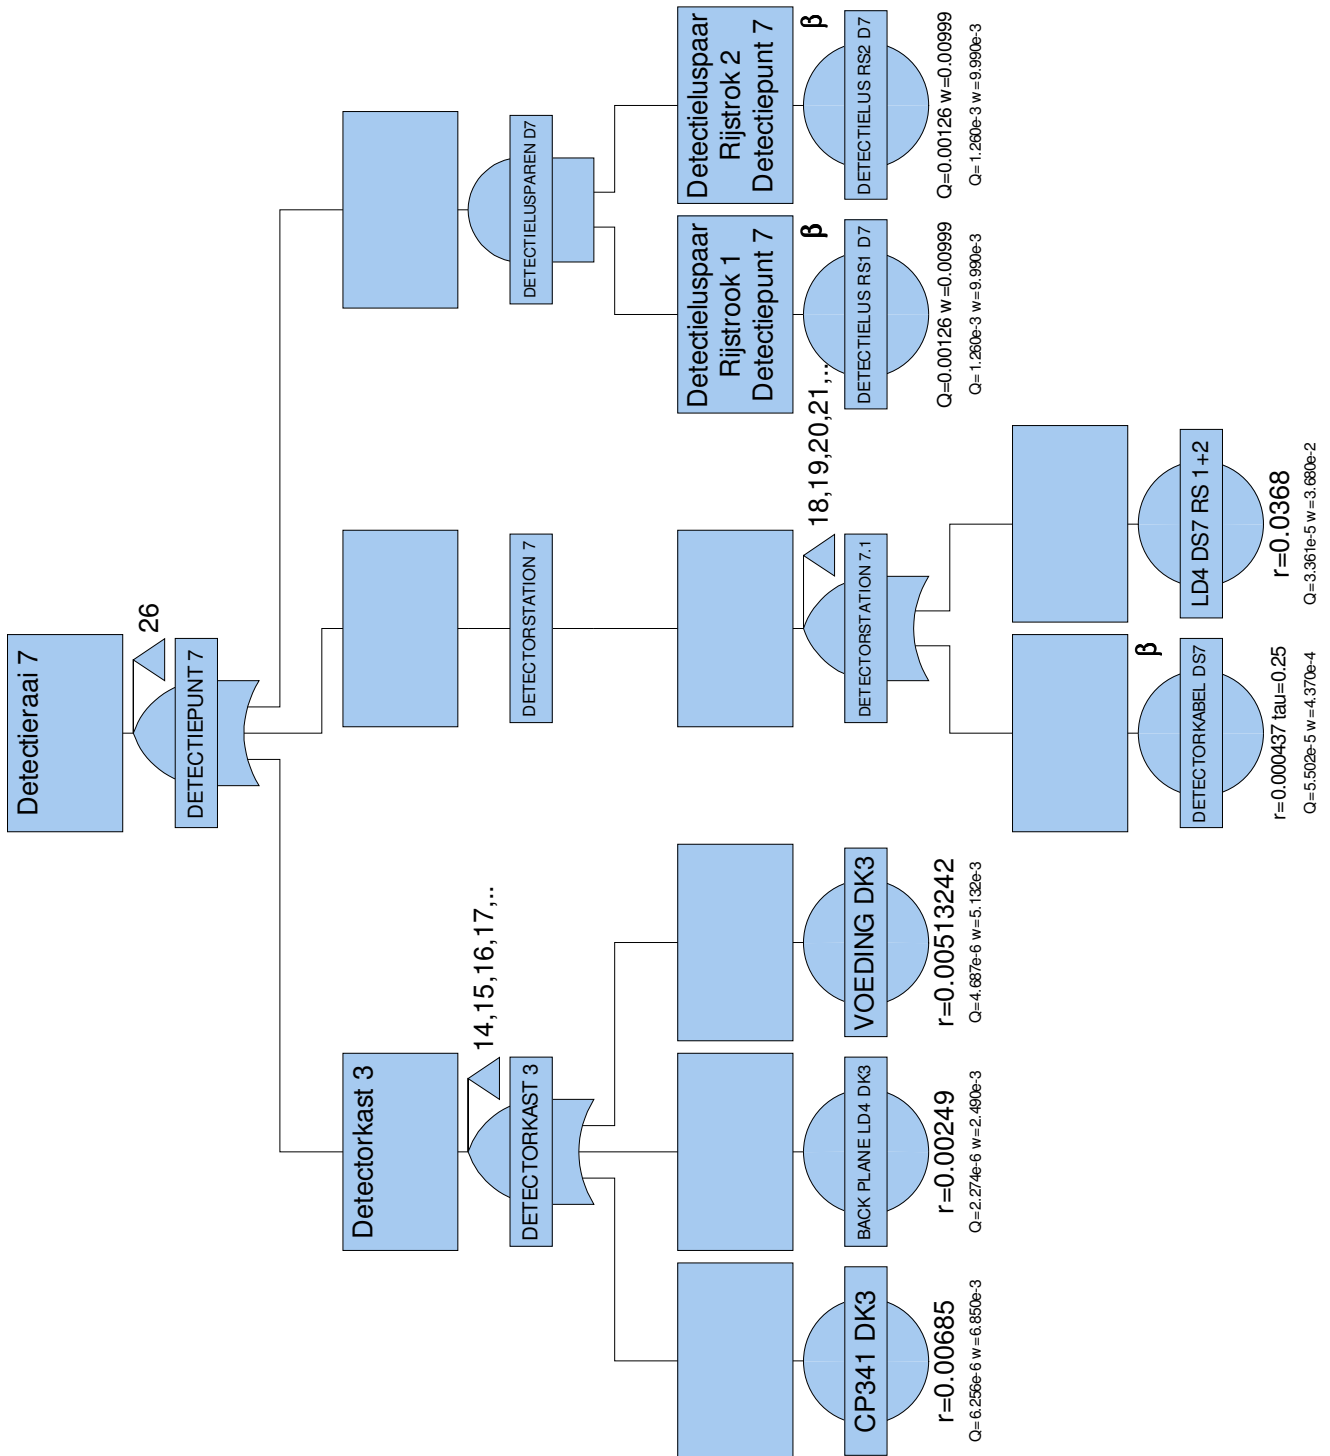 Detectieraai 7
26
DETECTIEPUNT 7
Detectorkast 3
14,15,16,17,..
DETECTORKAST 3
DETECTORSTATION 7
DETECTIELUSPAREN D7
CP341 DK3
r=0.00685
Q=6.256e-6 w=6.850e-3
BACK PLANE LD4 DK3
r=0.00249
Q=2.274e-6 w=2.490e-3
VOEDING DK3
r=0.00513242
Q=4.687e-6 w=5.132e-3
18,19,20,21,..
DETECTORSTATION 7.1
Detectieluspaar
Rijstrook 1
Detectiepunt 7
β
DETECTIELUS RS1 D7
Q=0.00126 w=0.00999
Q=1.260e-3 w=9.990e-3
Detectieluspaar
Rijstrok 2
Detectiepunt 7
β
DETECTIELUS RS2 D7
Q=0.00126 w=0.00999
Q=1.260e-3 w=9.990e-3
β
DETECTORKABEL DS7
r=0.000437 tau=0.25
Q=5.502e-5 w=4.370e-4
LD4 DS7 RS 1+2
r=0.0368
Q=3.361e-5 w=3.680e-2